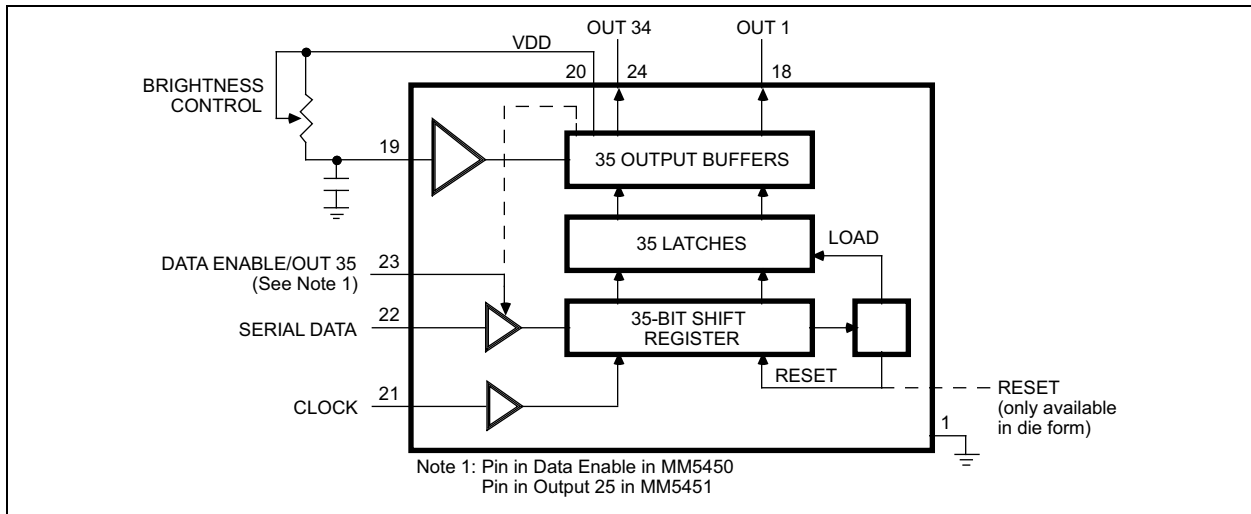 OUT 34
OUT 1
VDD
20
24
18
BRIGHTNESS
CONTROL
19
35 OUTPUT BUFFERS
35 LATCHES
LOAD
DATA ENABLE/OUT 35
(See Note 1)
23
SERIAL DATA
22
35-BIT SHIFT
REGISTER
RESET
CLOCK
21
RESET
(only available
in die form)
1
Note 1: Pin in Data Enable in MM5450
Pin in Output 25 in MM5451